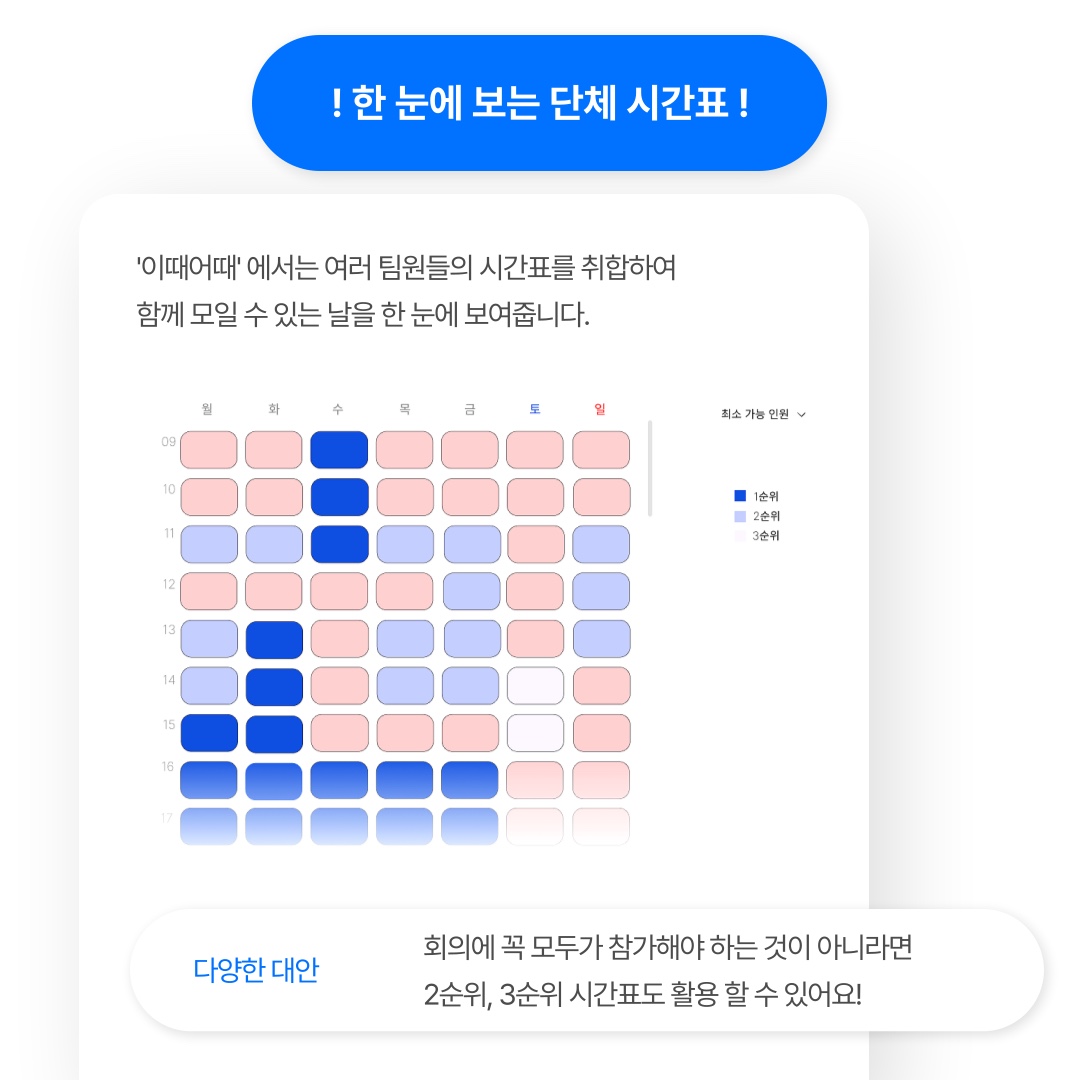 ! 한 눈에 보는 단체 시간표 !
'이때어때' 에서는 여러 팀원들의 시간표를 취합하여
함께 모일 수 있는 날을 한 눈에 보여줍니다.
월 화 수 목 금 토 일
최소 가능 인원
09
10
1순위
2순위
3순위
11
12
13
14
15
16
17
다양한 대안
회의에 꼭 모두가 참가해야 하는 것이 아니라면
2순위, 3순위 시간표도 활용 할 수 있어요!